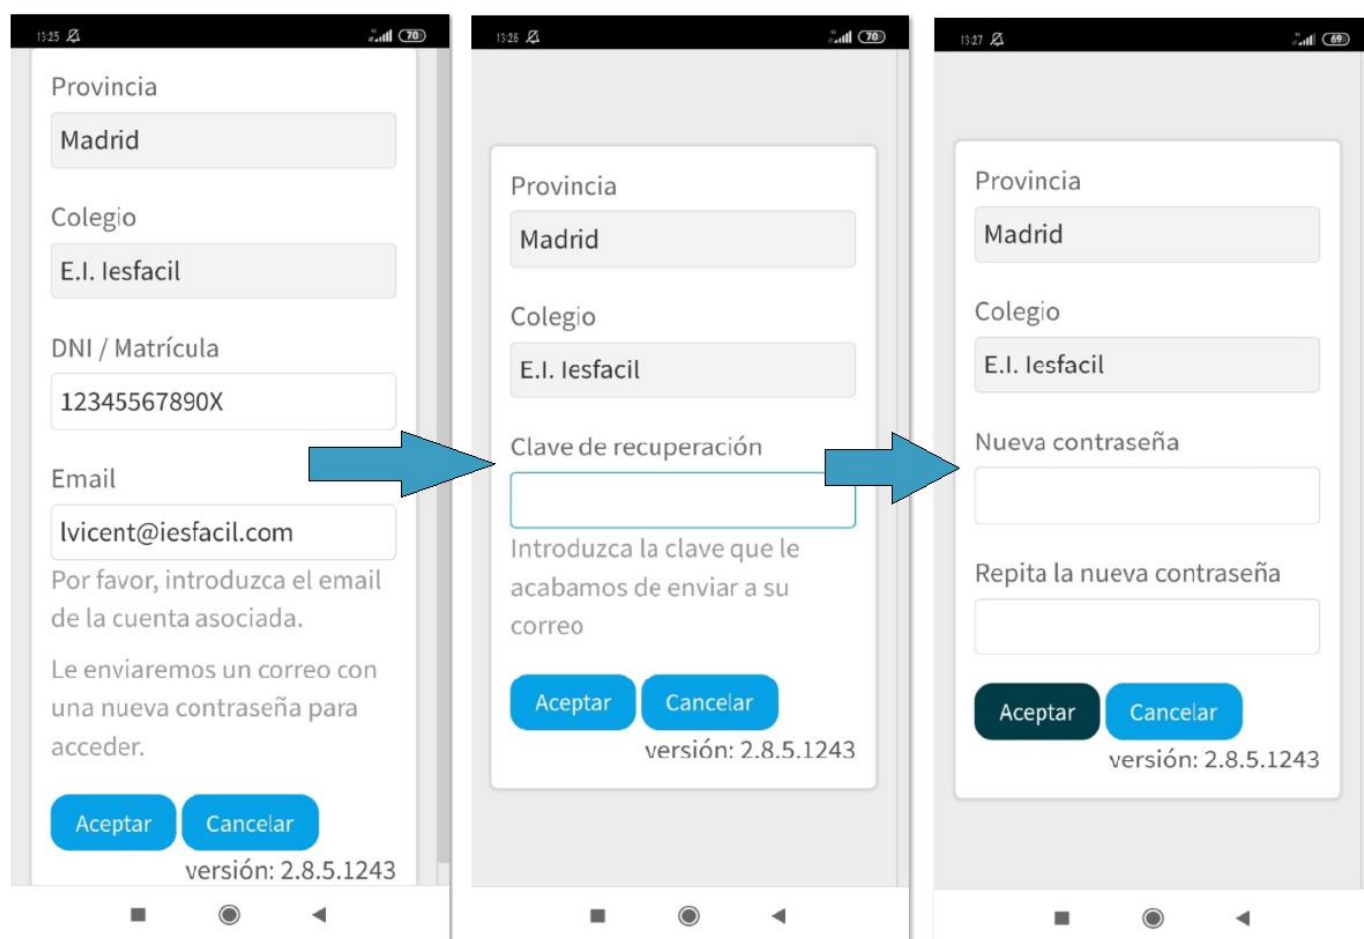 13:25
70
Provincia
Madrid
Colegio
E.I. Iesfacil
DNI / Matrícula
12345567890X
Email
lvicent@iesfacil.com
Por favor, introduzca el email
de la cuenta asociada.
Le enviaremos un correo con
una nueva contraseña para
acceder.
Aceptar
Cancelar
versión: 2.8.5.1243
13:26
70
Provincia
Madrid
Colegio
E.I. Iesfacil
Clave de recuperación
Introduzca la clave que le
acabamos de enviar a su
correo
Aceptar
Cancelar
versión: 2.8.5.1243
13:27
69
Provincia
Madrid
Colegio
E.I. Iesfacil
Nueva contraseña
Repita la nueva contraseña
Aceptar
Cancelar
versión: 2.8.5.1243